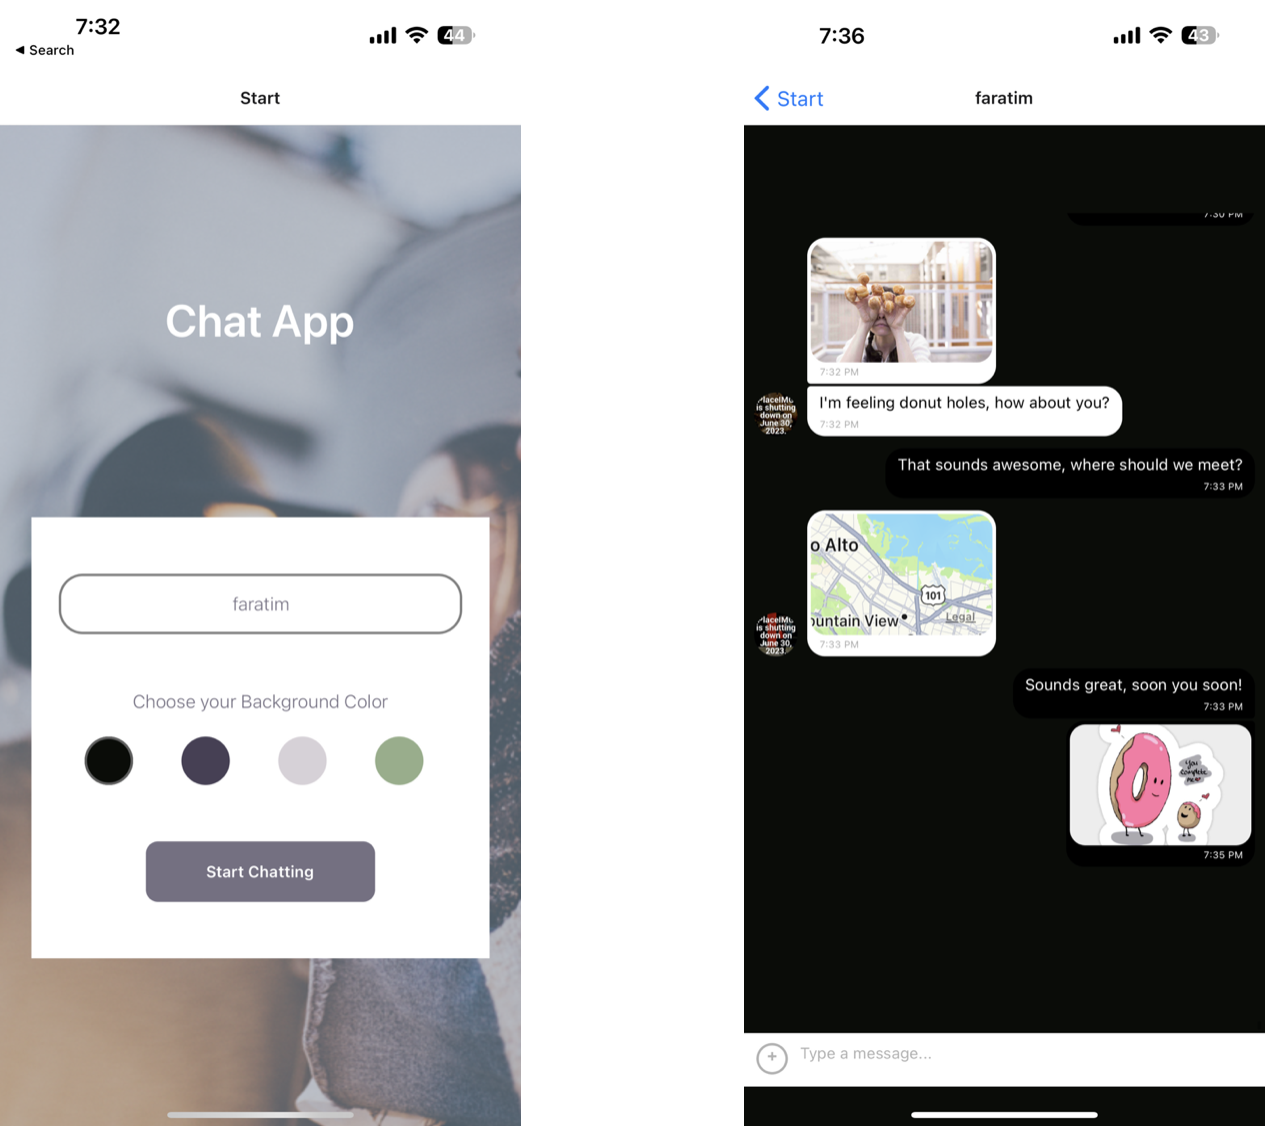 7:32
44
◀ Search
Start
Chat App
faratim
Choose your Background Color
Start Chatting
7:36
43
Start
faratim
7:30 PM
7:32 PM
I'm feeling donut holes, how about you?
7:32 PM
is shutting
down on
June 30,
2023.
That sounds awesome, where should we meet?
7:33 PM
o Alto
101
untain View
Legal
7:33 PM
is shutting
down on
June 30,
2023.
Sounds great, soon you soon!
7:33 PM
You
complete
me
7:35 PM
Type a message...